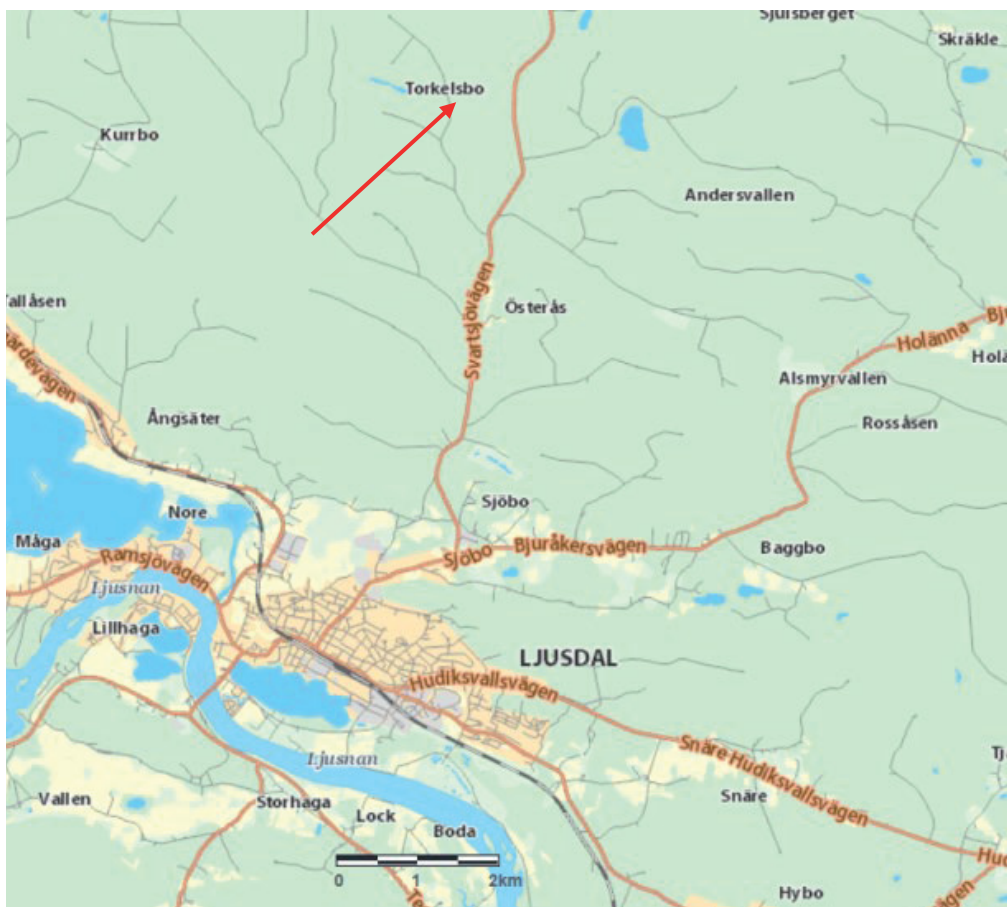 Sjulsberget
Skräkle
Torkelsbo
Kurrbo
Andersvallen
Svartsjövägen
Österås
Holänna
Alsmyrvallen
Rossåsen
Ångsäter
Sjöbo
Nore
Måga
Ramsjövägen
Sjöbo
Bjuråkersvägen
Baggbo
Ljusnan
Lillhaga
LJUSDAL
Hudiksvallsvägen
Snäre Hudiksvallsvägen
Ljusnan
Vallen
Storhaga
Snäre
Lock
Boda
0 1 2km
Hybo